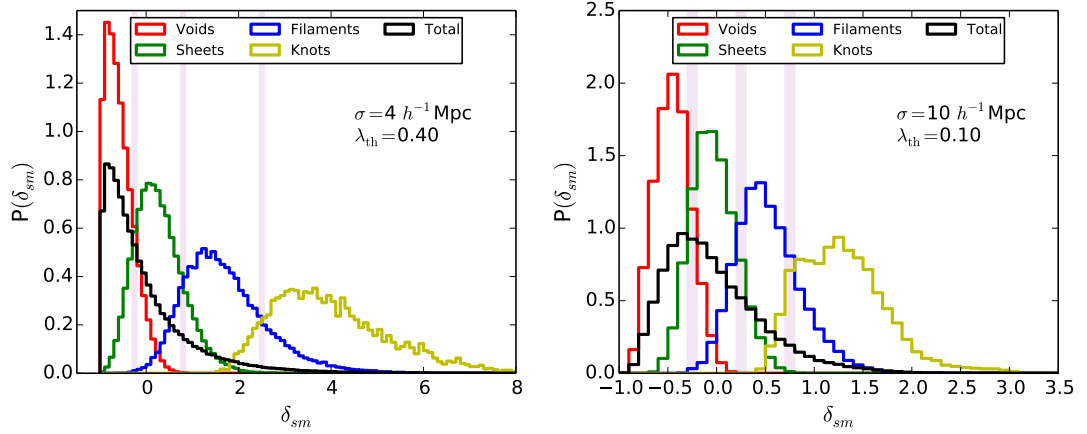 Voids
Sheets
Filaments
Knots
Total
σ=4 h⁻¹ Mpc
λth=0.40
P(δsm)
0.0
0.2
0.4
0.6
0.8
1.0
1.2
1.4
0
2
4
6
8
δsm
Voids
Sheets
Filaments
Knots
Total
σ=10 h⁻¹ Mpc
λth=0.10
P(δsm)
0.0
0.5
1.0
1.5
2.0
2.5
−1.0
−0.5
0.0
0.5
1.0
1.5
2.0
2.5
3.0
3.5
δsm